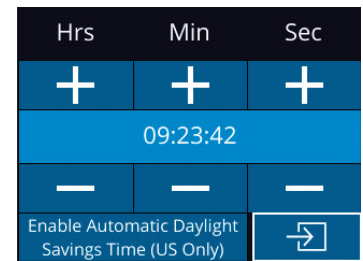 Hrs Min Sec
09:23:42
Enable Automatic Daylight
Savings Time (US Only)